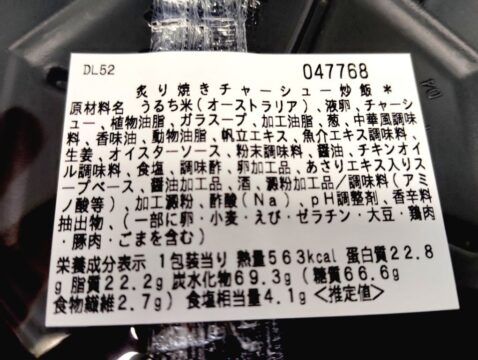 DL52 047768
炙り焼きチャーシュー炒飯*
原材料名 うるち米(オーストラリア)、液卵、チャーシ
ュー、植物油脂、ガラスープ、加工油脂、葱、中華風調味
料、香味油、動物油脂、帆立エキス、魚介エキス調味料
、生姜、オイスターソース、粉末調味料、醤油、チキンオイ
ル調味料、食塩、調味酢、卵加工品、あさりエキス入りス
ープベース、醤油加工品、酒、澱粉加工品/調味料(アミ
ノ酸等)、加工澱粉、酢酸(Na)、pH調整剤、香辛料
抽出物、(一部に卵・小麦・えび・ゼラチン・大豆・鶏肉
・豚肉・ごまを含む)
栄養成分表示 1包装当り 熱量563kcal 蛋白質22.8
g 脂質22.2g 炭水化物69.3g(糖質66.6g
食物繊維2.7g) 食塩相当量4.1g<推定値>